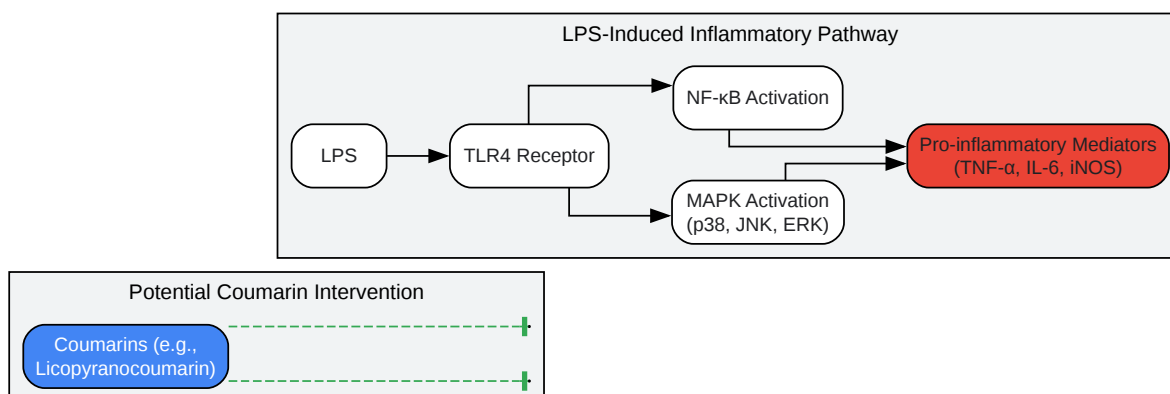 LPS-Induced Inflammatory Pathway
NF-κB Activation
LPS
TLR4 Receptor
Pro-inflammatory Mediators
(TNF-α, IL-6, iNOS)
MAPK Activation
(p38, JNK, ERK)
Potential Coumarin Intervention
Coumarins (e.g.,
Licopyranocoumarin)